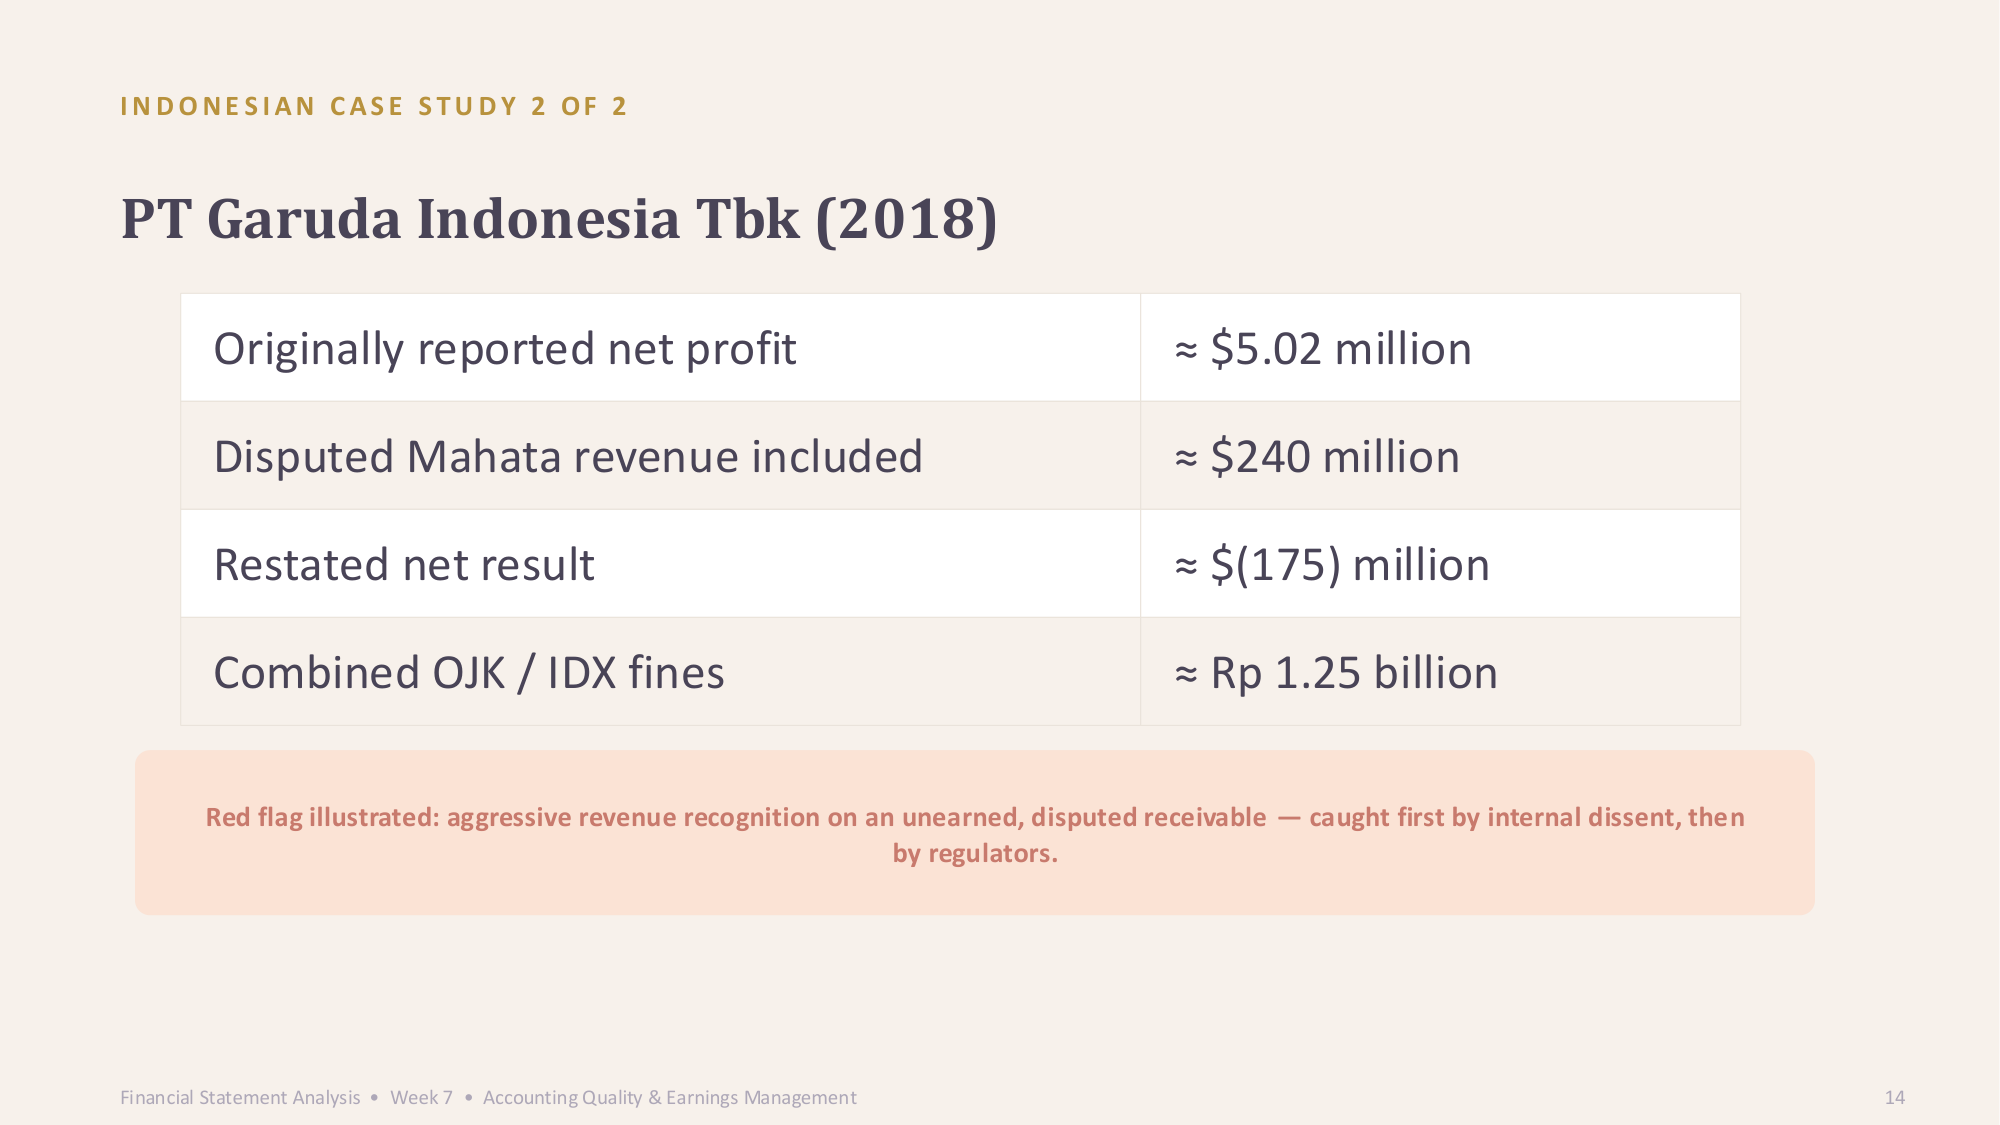 INDONESIAN CASE STUDY 2 OF 2
PT Garuda Indonesia Tbk (2018)
Originally reported net profit
≈ $5.02 million
Disputed Mahata revenue included
≈ $240 million
Restated net result
≈ $(175) million
Combined OJK / IDX fines
≈ Rp 1.25 billion
Red flag illustrated: aggressive revenue recognition on an unearned, disputed receivable — caught first by internal dissent, then
by regulators.
Financial Statement Analysis • Week 7 • Accounting Quality & Earnings Management
14